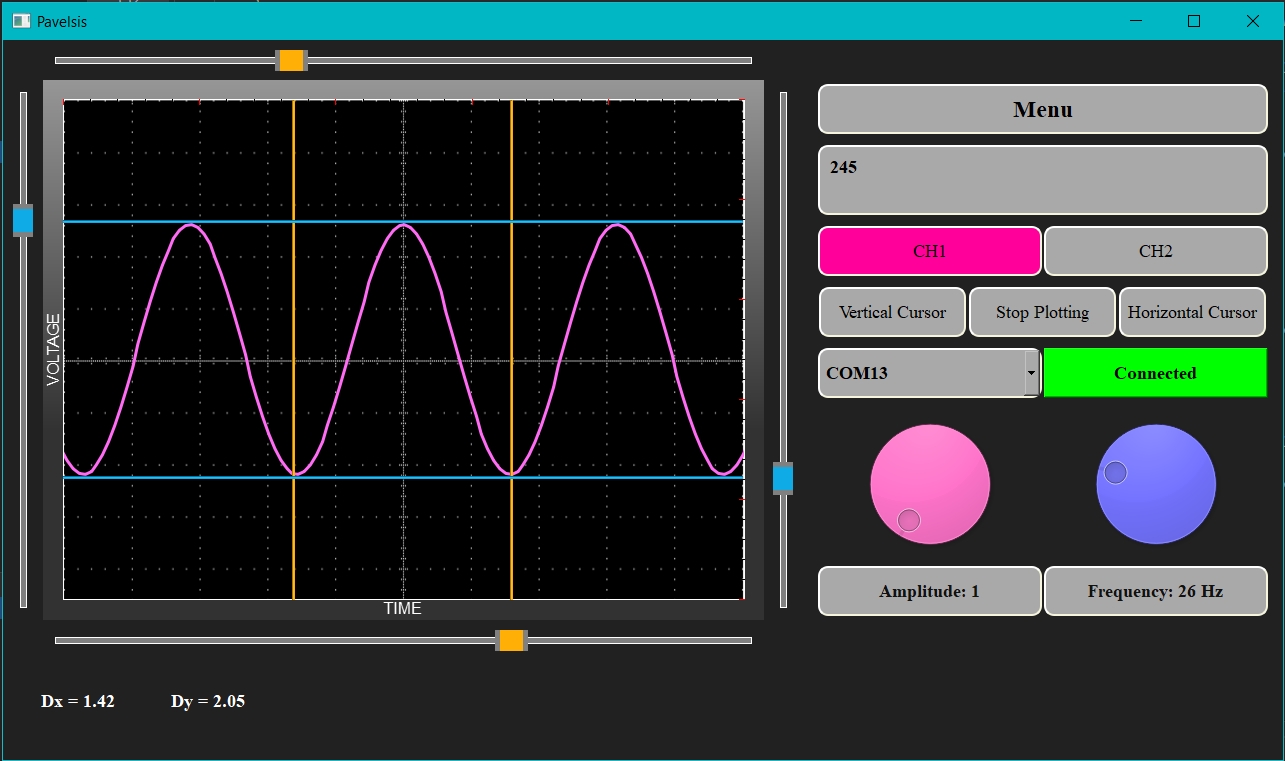 Pavelsis
VOLTAGE
TIME
Menu
245
CH1
CH2
Vertical Cursor
Stop Plotting
Horizontal Cursor
COM13
Connected
Amplitude: 1
Frequency: 26 Hz
Dx = 1.42
Dy = 2.05